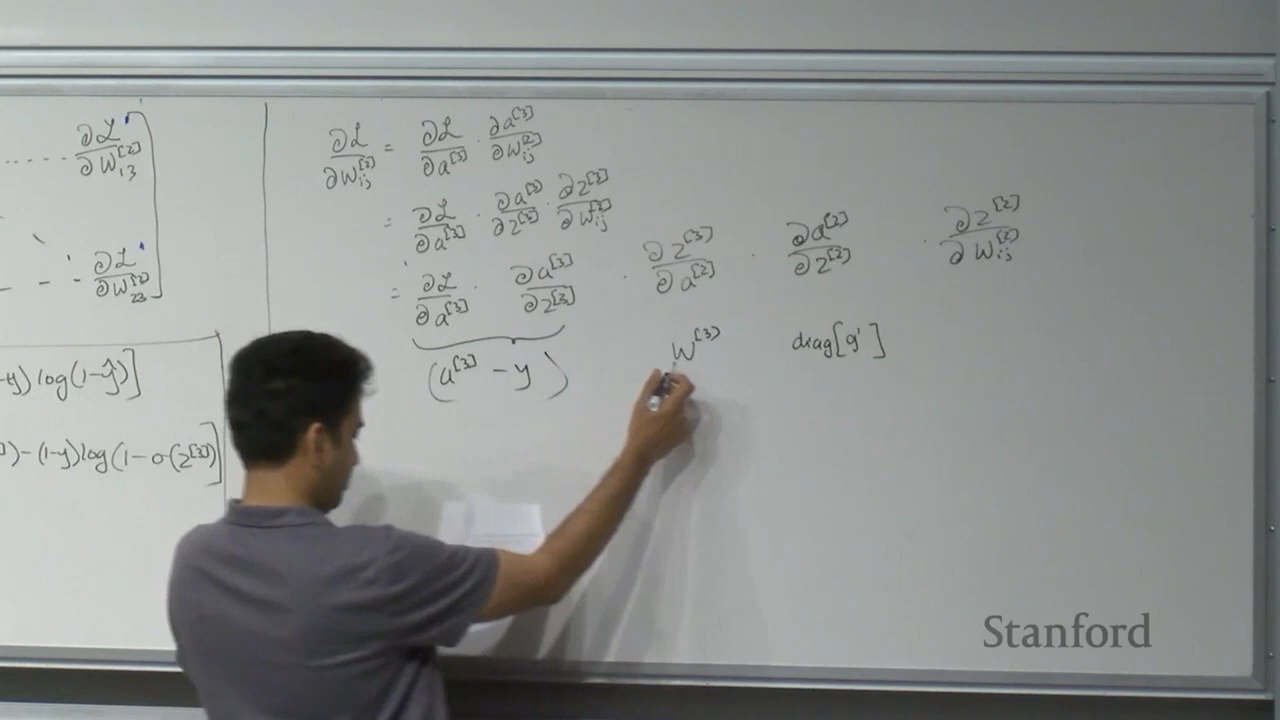 ..... ∂ℒ / ∂W₁₃^[2]
- - - ∂ℒ / ∂W₂₃^[2] ]
-y) log(1-ŷ)]
)-(1-y)log(1-σ(z^[3])]
∂ℒ/∂W_ij^[2] = ∂ℒ/∂a^[3] · ∂a^[3]/∂W_ij^[2]
= ∂ℒ/∂a^[3] · ∂a^[3]/∂z^[3] · ∂z^[3]/∂W_ij^[2]
= ∂ℒ/∂a^[3] · ∂a^[3]/∂z^[3] · ∂z^[3]/∂a^[2] · ∂a^[2]/∂z^[2] · ∂z^[2]/∂W_ij^[2]
(a^[3] - y) W^[3] diag[g']
Stanford